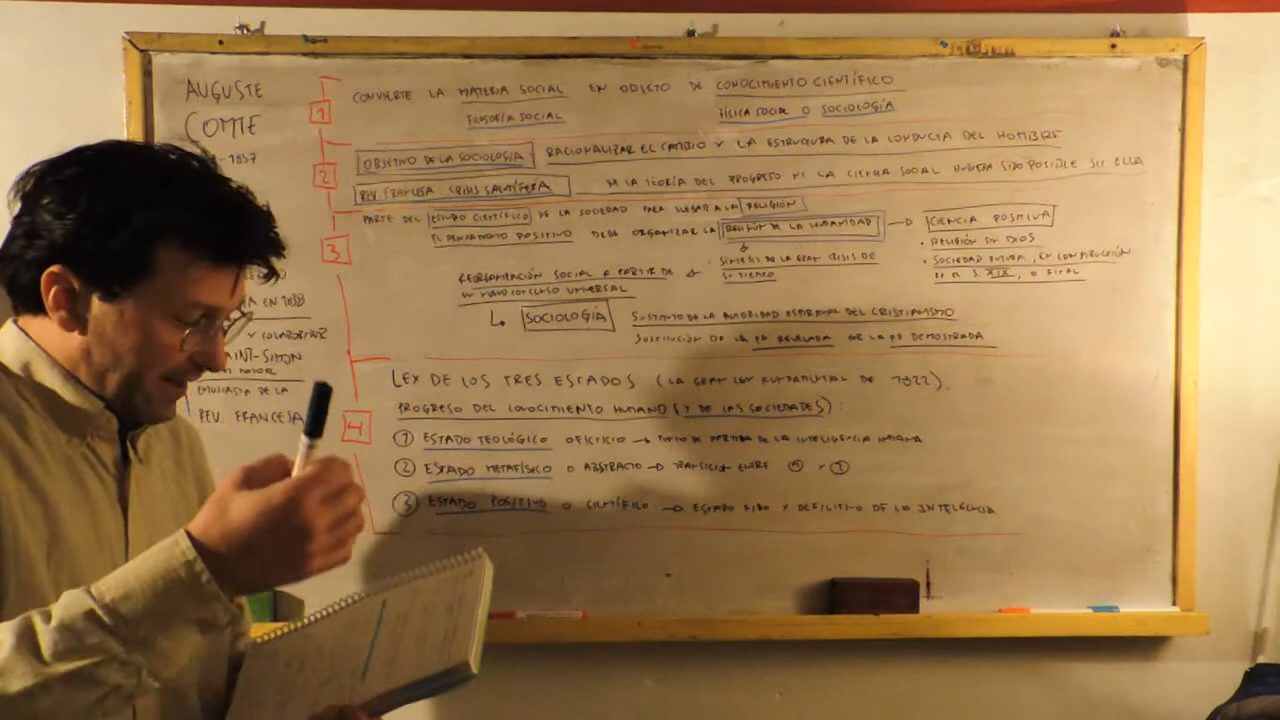 AUGUSTE
COMTE
- 1857
EN 1838
Y COLABORADOR
SAINT-SIMON
ENTUSIASTA DE LA
REV. FRANCESA
1
CONVIERTE LA MATERIA SOCIAL EN OBJETO DE CONOCIMIENTO CIENTÍFICO
FILOSOFÍA SOCIAL FÍSICA SOCIAL O SOCIOLOGÍA
2
OBJETIVO DE LA SOCIOLOGÍA RACIONALIZAR EL CAMBIO Y LA ESTRUCTURA DE LA CONDUCTA DEL HOMBRE
REV. FRANCESA: CRISIS SALUTÍFERA NI LA TEORÍA DEL PROGRESO NI LA CIENCIA SOCIAL HUBIERA SIDO POSIBLE SIN ELLA
3
PARTE DEL ESTUDIO CIENTÍFICO DE LA SOCIEDAD PARA LLEGAR A LA RELIGIÓN
EL PENSAMIENTO POSITIVO DEBE ORGANIZAR LA RELIGIÓN DE LA HUMANIDAD → CIENCIA POSITIVA
• RELIGIÓN SIN DIOS
SÍNTESIS DE LA GRAN CRISIS DE • SOCIEDAD FUTURA, EN CONSTRUCCIÓN
REORGANIZACIÓN SOCIAL A PARTIR DE ← SU TIEMPO EN EL S. XIX, O FINAL
UN NUEVO CONSENSO UNIVERSAL
SOCIOLOGÍA SUSTITUTO DE LA AUTORIDAD ESPIRITUAL DEL CRISTIANISMO
SUSTITUCIÓN DE LA FE REVELADA POR LA FE DEMOSTRADA
4
LEX DE LOS TRES ESTADOS (LA GRAN LEY FUNDAMENTAL DE 1822).
PROGRESO DEL CONOCIMIENTO HUMANO (Y DE LAS SOCIEDADES):
① ESTADO TEOLÓGICO O FICTICIO → PUNTO DE PARTIDA DE LA INTELIGENCIA HUMANA
② ESTADO METAFÍSICO O ABSTRACTO → TRANSICIÓN ENTRE
③ ESTADO POSITIVO O CIENTÍFICO → ESTADO FIJO Y DEFINITIVO DE LA